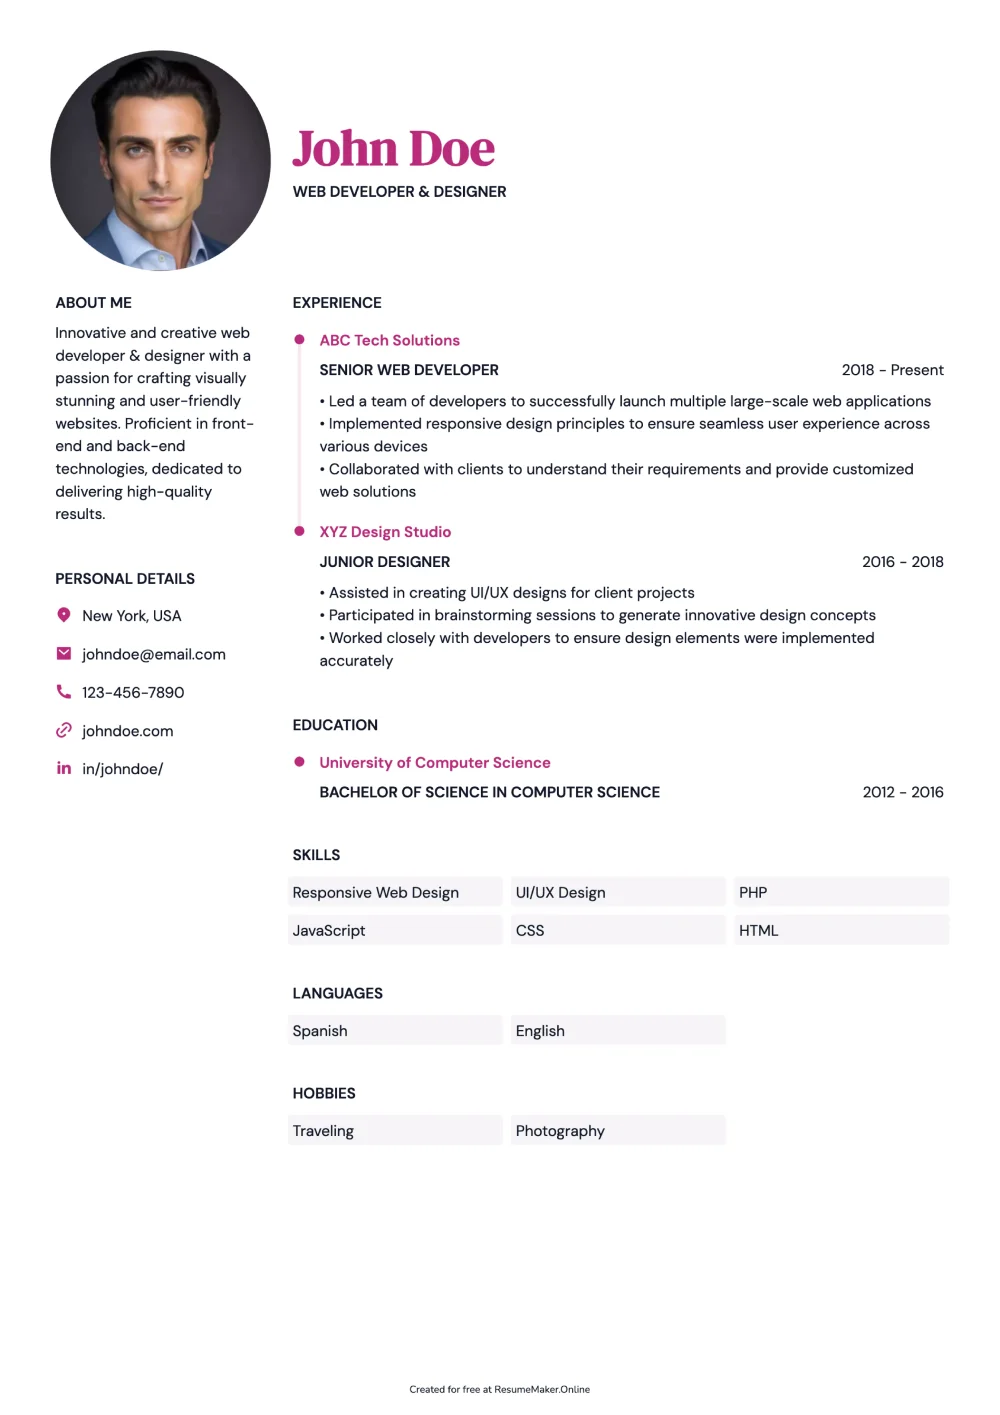 John Doe
WEB DEVELOPER & DESIGNER
ABOUT ME
Innovative and creative web
developer & designer with a
passion for crafting visually
stunning and user-friendly
websites. Proficient in front-
end and back-end
technologies, dedicated to
delivering high-quality
results.
PERSONAL DETAILS
New York, USA
johndoe@email.com
123-456-7890
johndoe.com
in/johndoe/
EXPERIENCE
ABC Tech Solutions
SENIOR WEB DEVELOPER 2018 - Present
• Led a team of developers to successfully launch multiple large-scale web applications
• Implemented responsive design principles to ensure seamless user experience across
various devices
• Collaborated with clients to understand their requirements and provide customized
web solutions
XYZ Design Studio
JUNIOR DESIGNER 2016 - 2018
• Assisted in creating UI/UX designs for client projects
• Participated in brainstorming sessions to generate innovative design concepts
• Worked closely with developers to ensure design elements were implemented
accurately
EDUCATION
University of Computer Science
BACHELOR OF SCIENCE IN COMPUTER SCIENCE 2012 - 2016
SKILLS
Responsive Web Design UI/UX Design PHP
JavaScript CSS HTML
LANGUAGES
Spanish English
HOBBIES
Traveling Photography
Created for free at ResumeMaker.Online